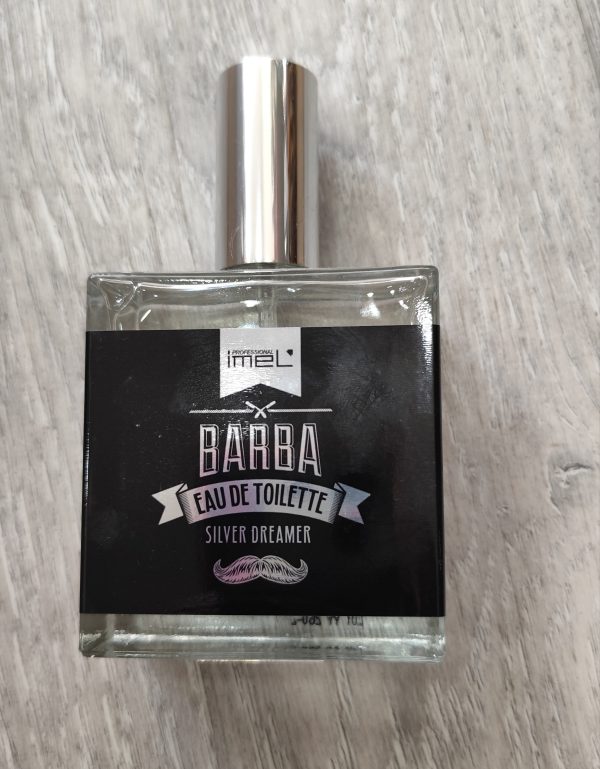 PROFESSIONAL
imeL'
BARBA
EAU DE TOILETTE
SILVER DREAMER